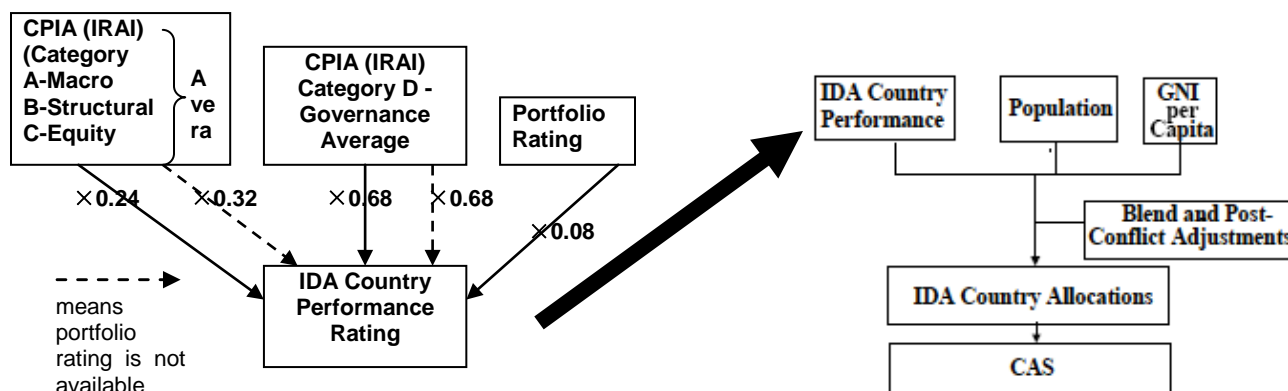 CPIA (IRAI)
(Category
A-Macro
B-Structural
C-Equity
A
ve
ra
CPIA (IRAI)
Category D -
Governance
Average
Portfolio
Rating
×0.24
×0.32
×0.68
×0.68
×0.08
IDA Country
Performance
Rating
means
portfolio
rating is not
available
IDA Country
Performance
Population
GNI
per
Capita
Blend and Post-
Conflict Adjustments
IDA Country Allocations
CAS